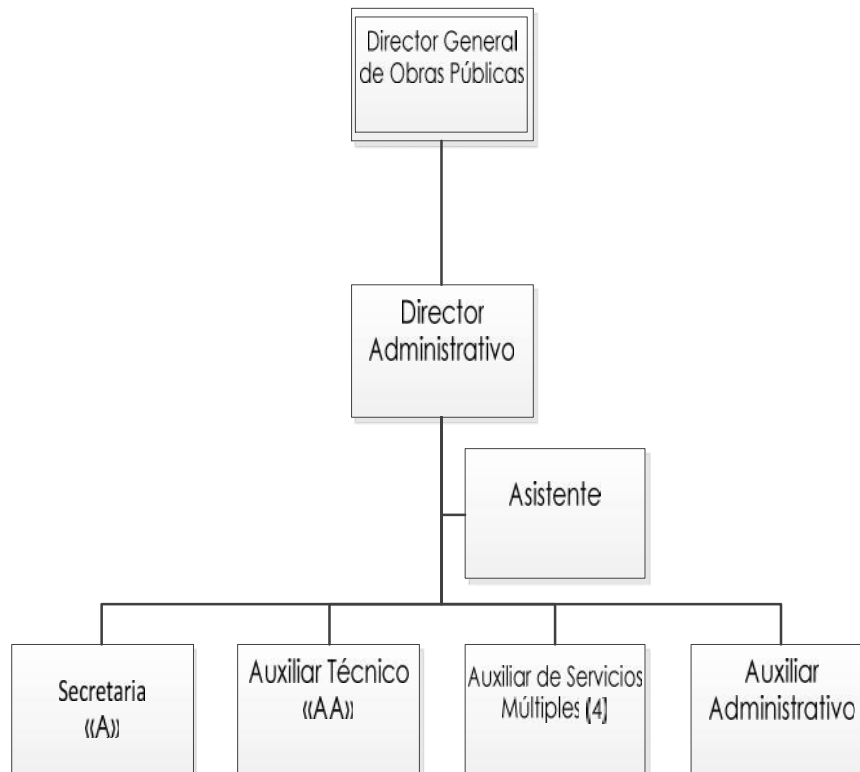 Director General
de Obras Públicas
Director
Administrativo
Asistente
Secretaria
«A»
Auxiliar Técnico
«AA»
Auxiliar de Servicios
Múltiples (4)
Auxiliar
Administrativo